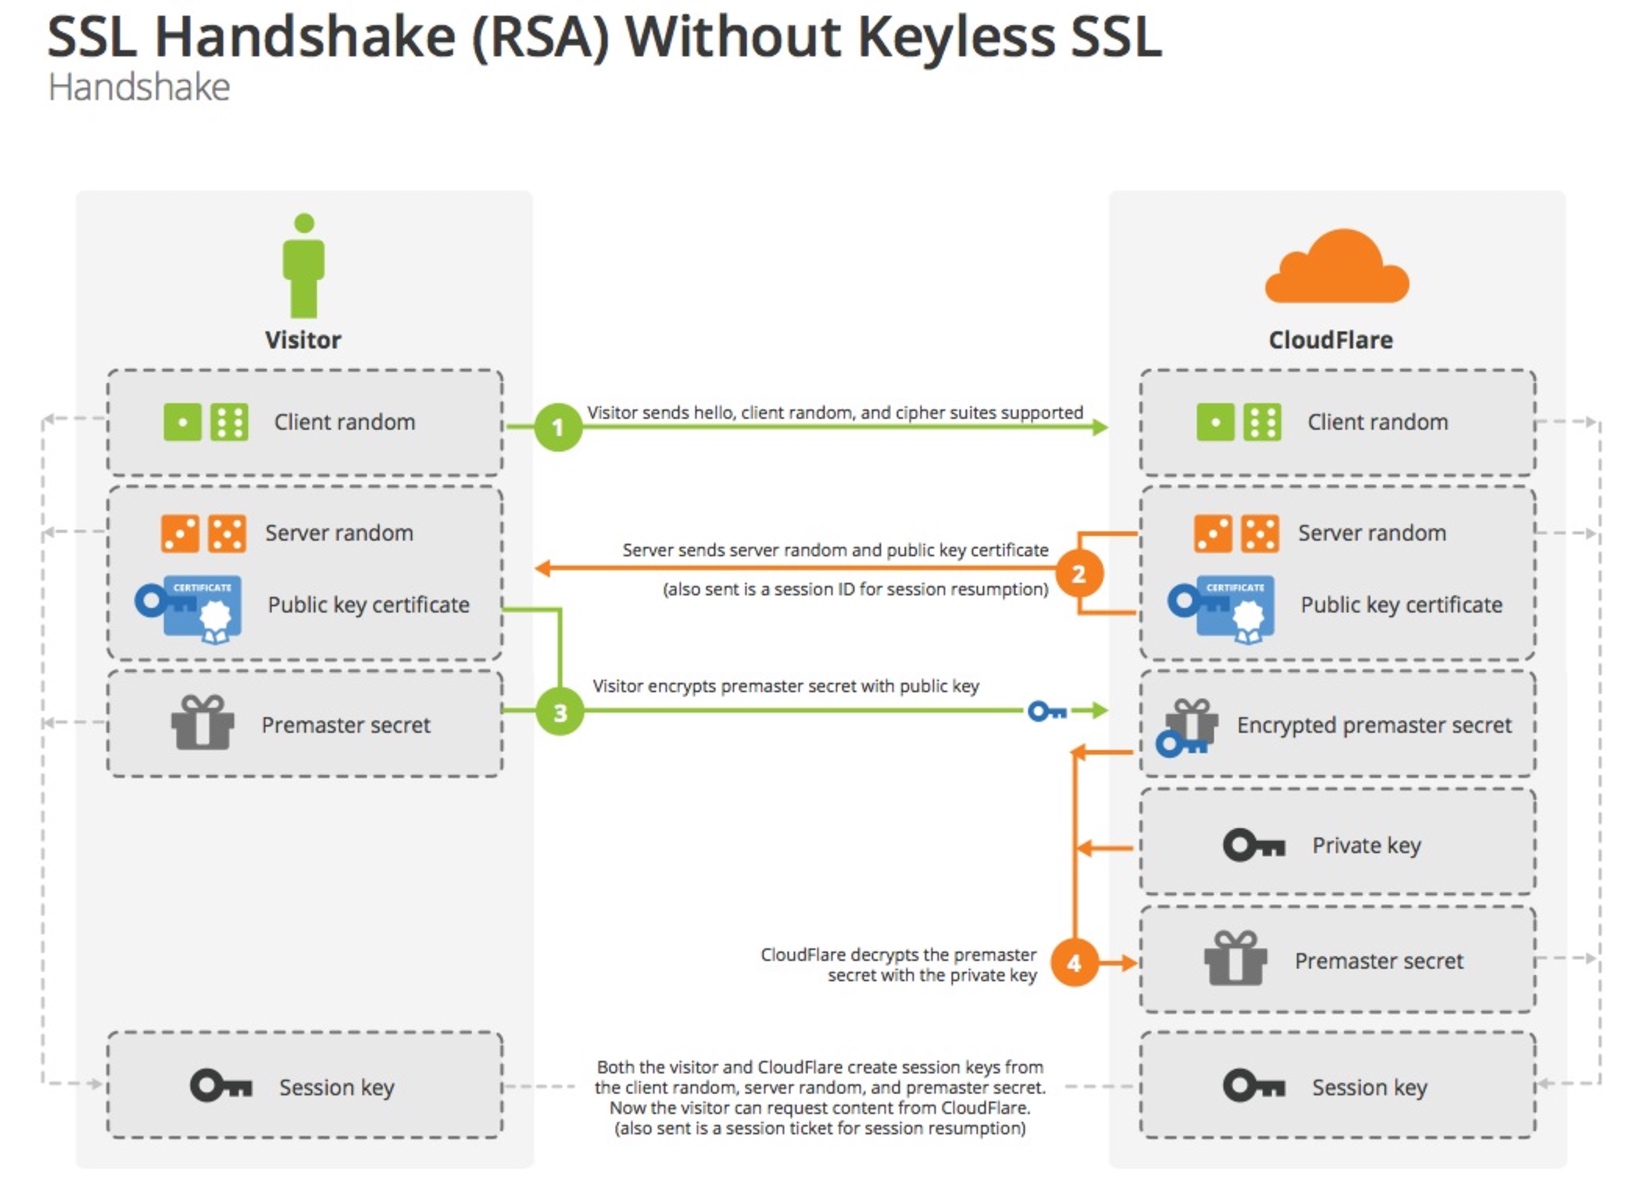 SSL Handshake (RSA) Without Keyless SSL
Handshake
Visitor
CloudFlare
Client random
1
Visitor sends hello, client random, and cipher suites supported
Client random
Server random
Server sends server random and public key certificate
2
(also sent is a session ID for session resumption)
Server random
CERTIFICATE
Public key certificate
CERTIFICATE
Public key certificate
Premaster secret
3
Visitor encrypts premaster secret with public key
Encrypted premaster secret
Private key
CloudFlare decrypts the premaster
secret with the private key
4
Premaster secret
Session key
Both the visitor and CloudFlare create session keys from
the client random, server random, and premaster secret.
Now the visitor can request content from CloudFlare.
(also sent is a session ticket for session resumption)
Session key